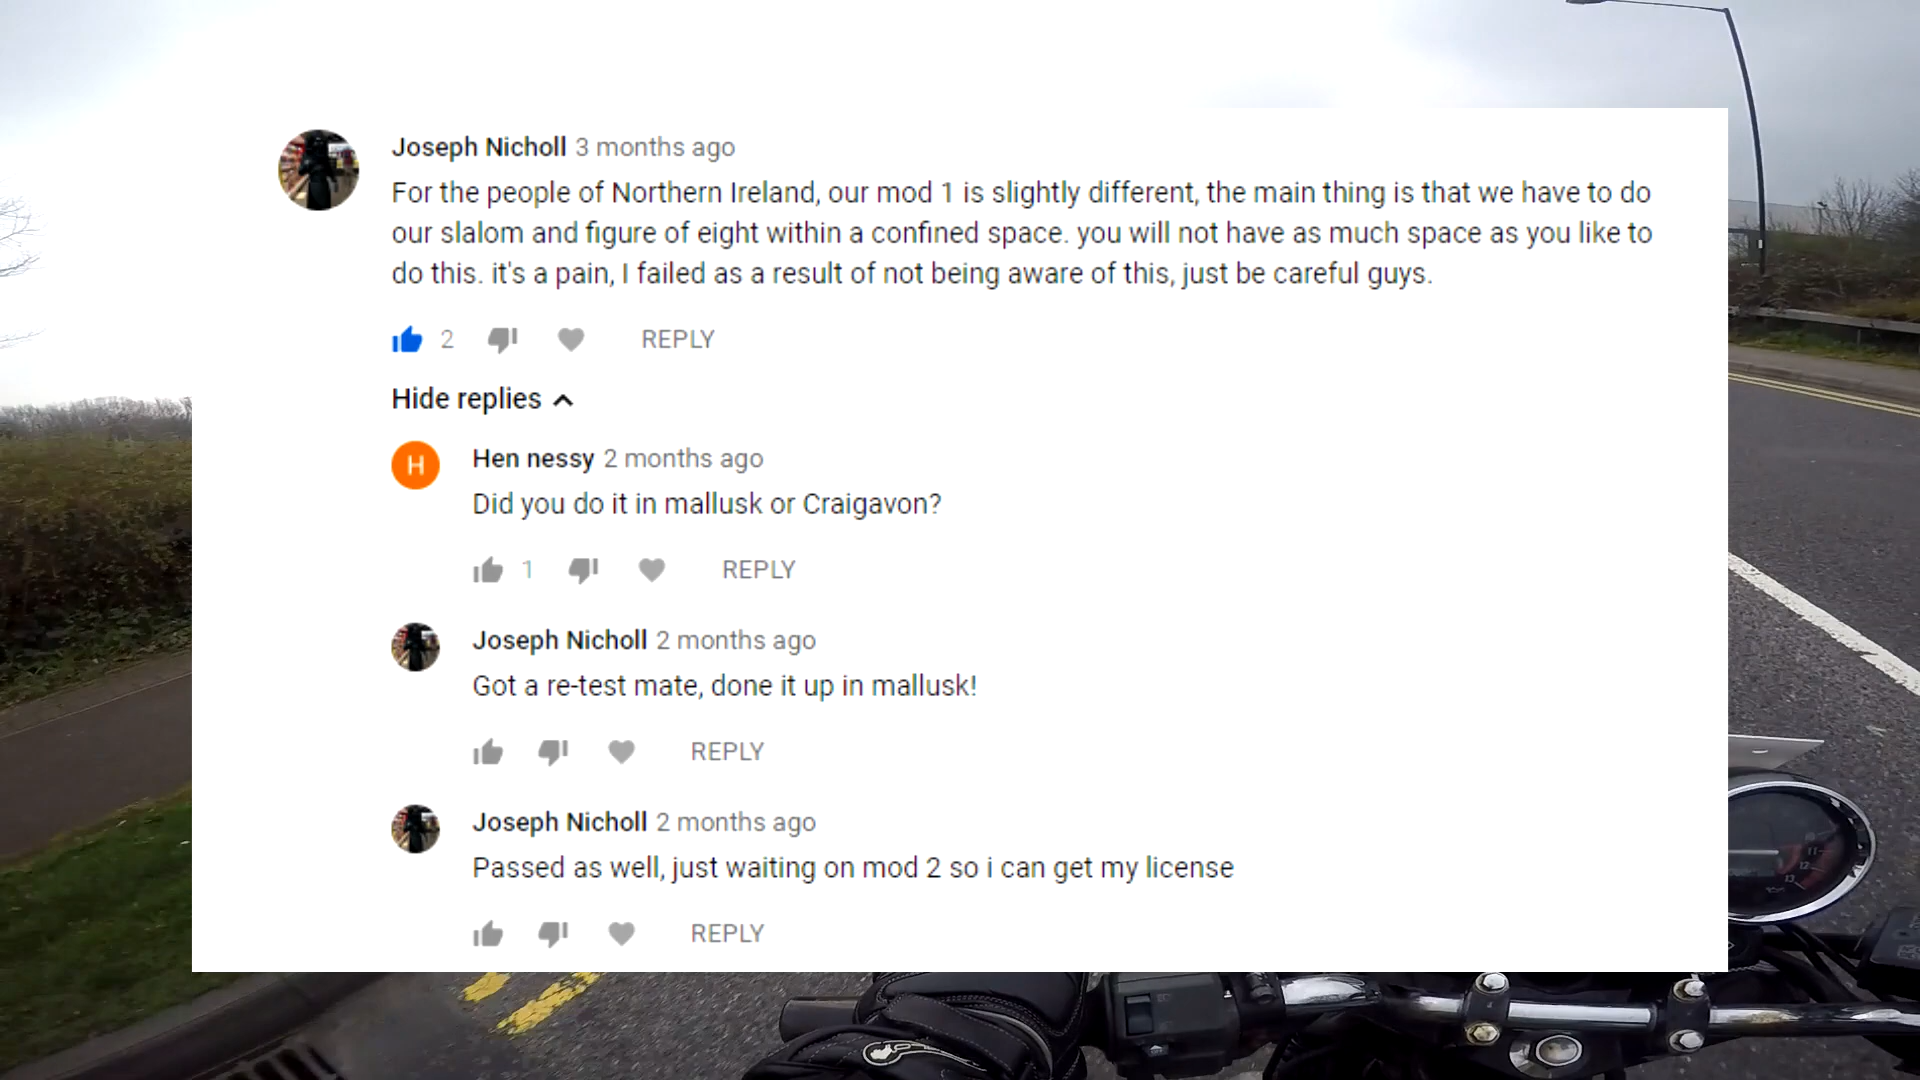 Joseph Nicholl 3 months ago
For the people of Northern Ireland, our mod 1 is slightly different, the main thing is that we have to do
our slalom and figure of eight within a confined space. you will not have as much space as you like to
do this. it's a pain, I failed as a result of not being aware of this, just be careful guys.
2 REPLY
Hide replies
H
Hen nessy 2 months ago
Did you do it in mallusk or Craigavon?
1 REPLY
Joseph Nicholl 2 months ago
Got a re-test mate, done it up in mallusk!
REPLY
Joseph Nicholl 2 months ago
Passed as well, just waiting on mod 2 so i can get my license
REPLY
11
12
13